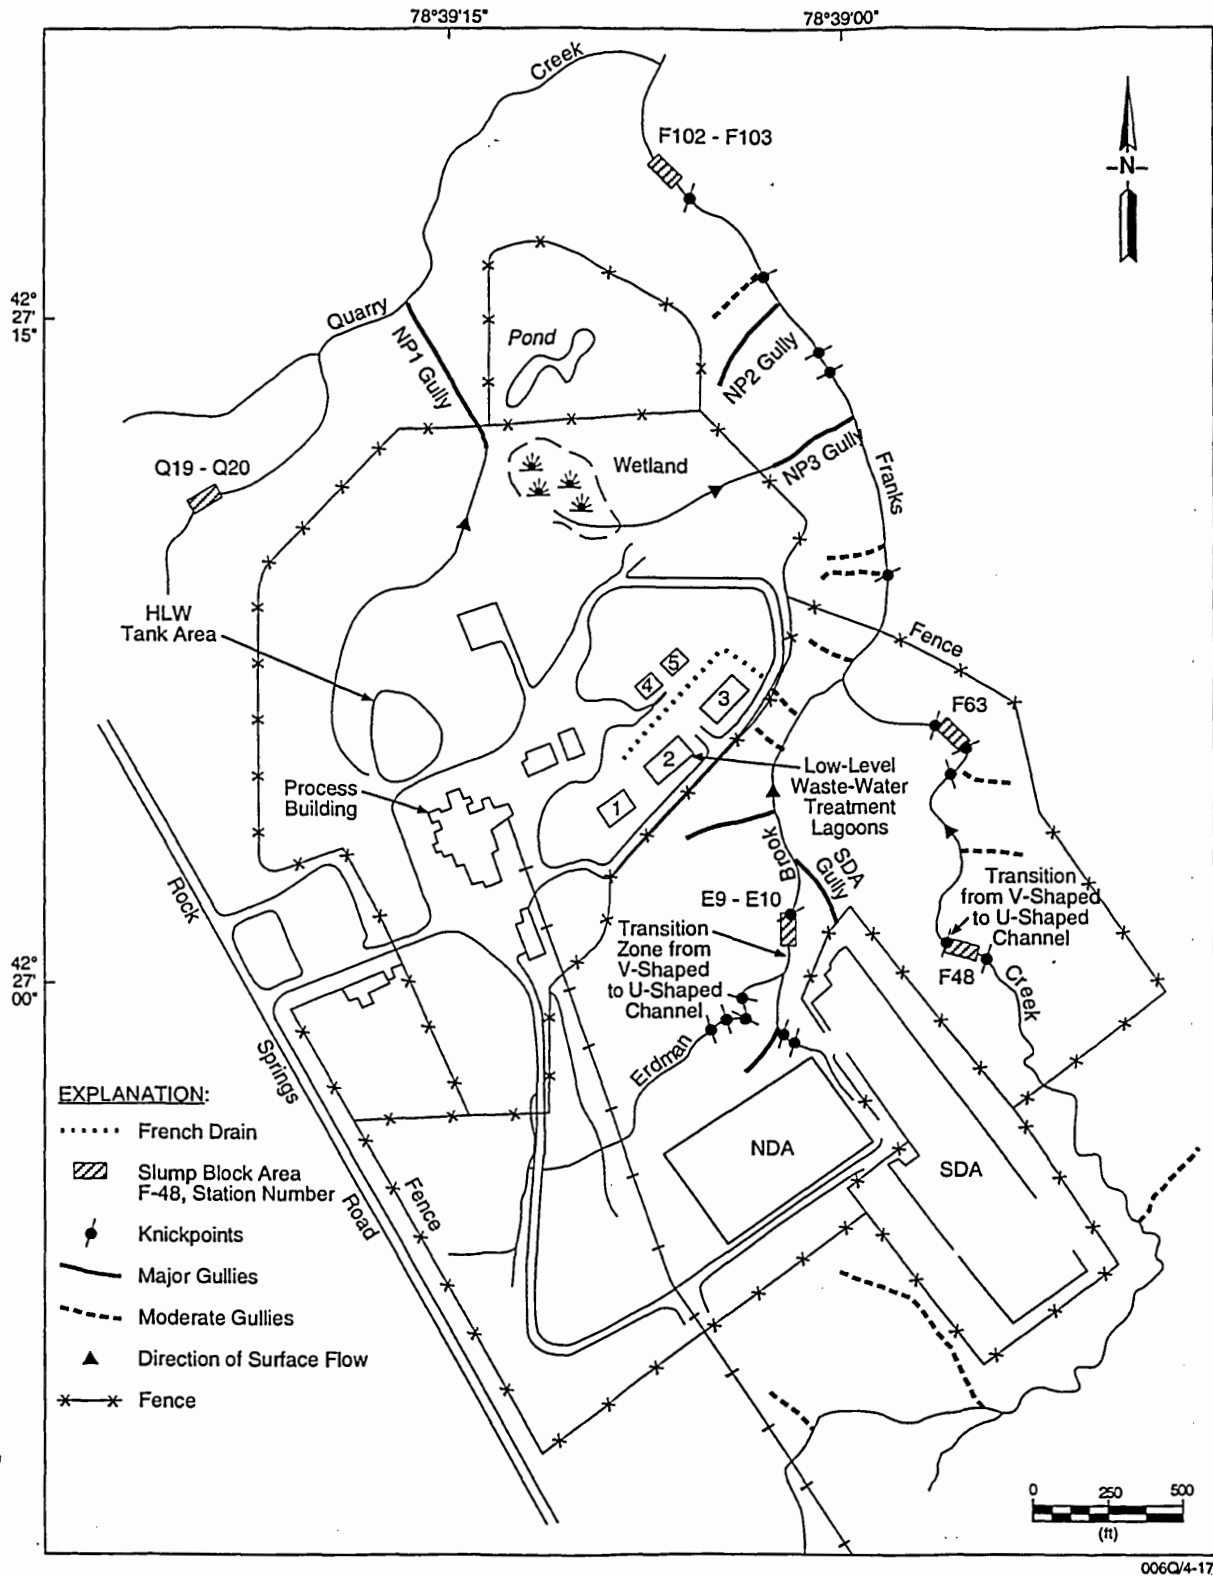 78°39'15"
78°39'00"
Creek
F102 - F103
N
42°
27'
15"
Quarry
NP1 Gully
Pond
NP2 Gully
Q19 - Q20
Wetland
NP3 Gully
Franks
HLW
Tank Area
Fence
5
4
3
F63
2
1
Process
Building
Low-Level
Waste-Water
Treatment
Lagoons
Brook
SDA
Gully
Transition
from V-Shaped
to U-Shaped
Channel
Rock
E9 - E10
Transition
Zone from
V-Shaped
to U-Shaped
Channel
F48
Creek
42°
27'
00"
Springs
Erdman
EXPLANATION:
French Drain
Slump Block Area
F-48, Station Number
Knickpoints
Major Gullies
Moderate Gullies
Direction of Surface Flow
Fence
NDA
SDA
Fence
Road
0 250 500
(ft)
006Q/4-17